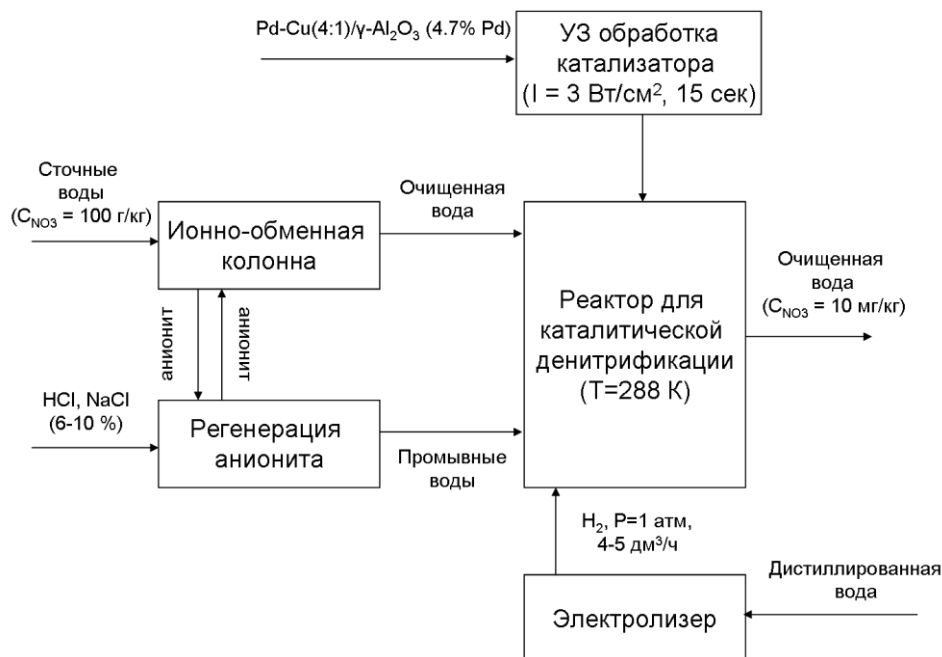 Pd-Cu(4:1)/γ-Al₂O₃ (4.7% Pd)
УЗ обработка
катализатора
(I = 3 Вт/см², 15 сек)
Сточные
воды
(C_NO3 = 100 г/кг)
Ионно-обменная
колонна
Очищенная
вода
Реактор для
каталитической
денитрификации
(T=288 К)
Очищенная
вода
(C_NO3 = 10 мг/кг)
анионит
анионит
HCl, NaCl
(6-10 %)
Регенерация
анионита
Промывные
воды
H₂, P=1 атм,
4-5 дм³/ч
Электролизер
Дистиллированная
вода